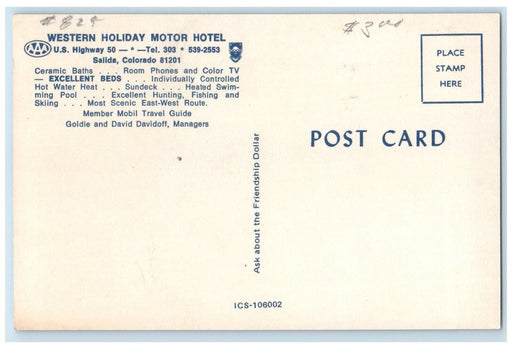 WESTERN HOLIDAY MOTOR HOTEL
AAA U.S. Highway 50 — * —Tel. 303 * 539-2553
Salida, Colorado 81201
Ceramic Baths . . . Room Phones and Color TV
— EXCELLENT BEDS . . . Individually Controlled
Hot Water Heat . . . Sundeck . . . Heated Swim-
ming Pool . . . Excellent Hunting, Fishing and
Skiing . . . Most Scenic East-West Route.
Member Mobil Travel Guide
Goldie and David Davidoff, Managers
Ask about the Friendship Dollar
ICS-106002
PLACE
STAMP
HERE
POST CARD